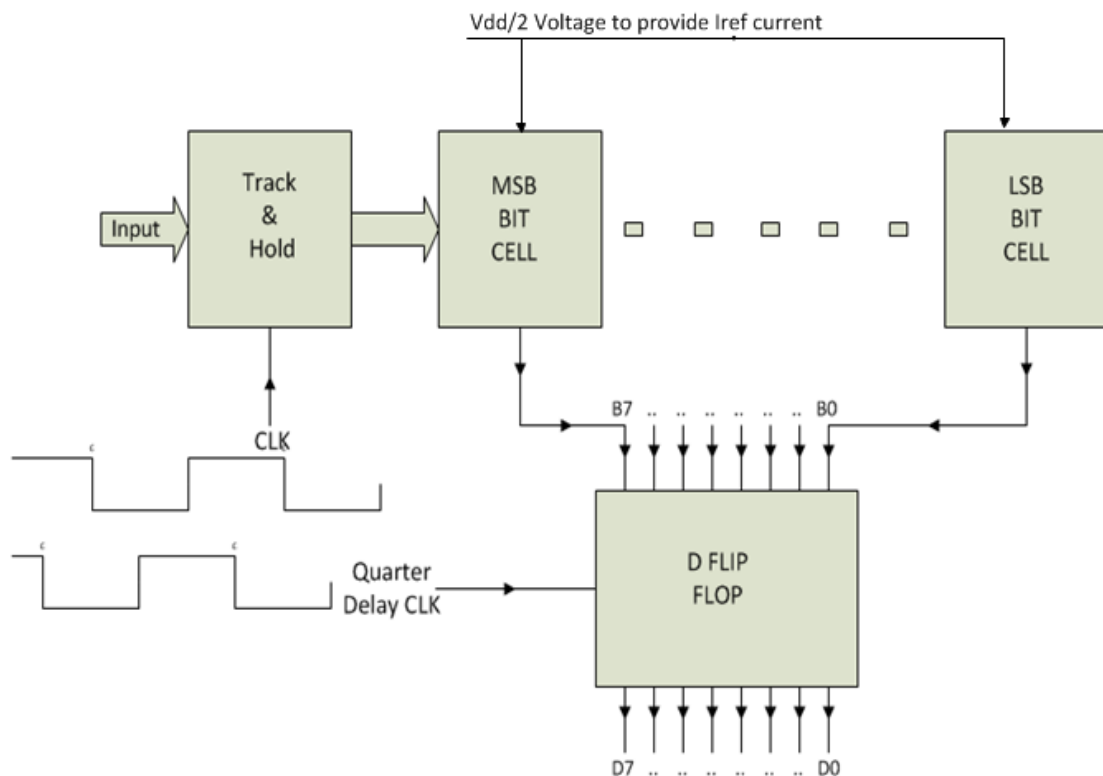 Vdd/2 Voltage to provide Iref current
Input
Track
&
Hold
MSB
BIT
CELL
LSB
BIT
CELL
B7 .. .. .. .. .. .. B0
CLK
c
c c
Quarter
Delay CLK
D FLIP
FLOP
D7 .. .. .. .. .. .. D0